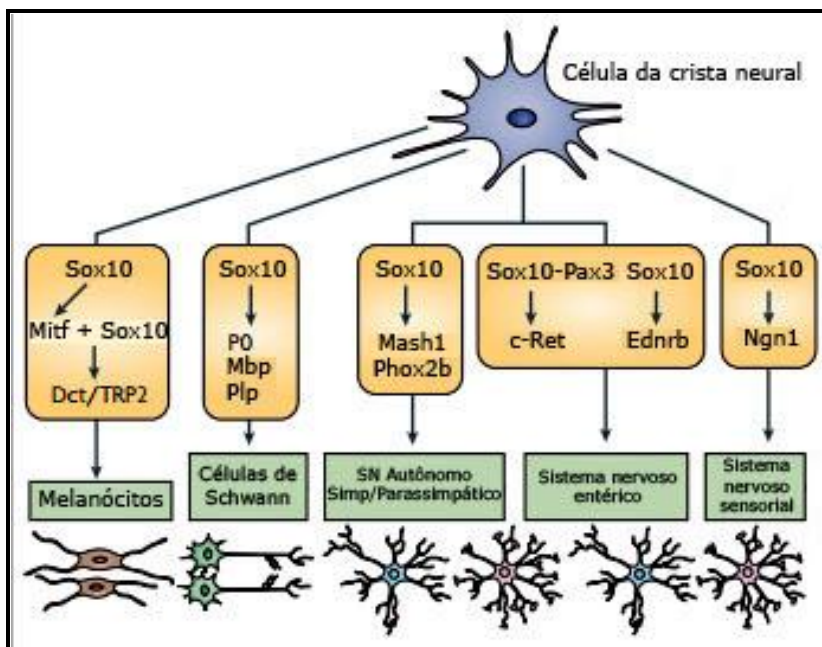 Célula da crista neural
Sox10
Mitf + Sox10
Dct/TRP2
Sox10
P0
Mbp
Plp
Sox10
Mash1
Phox2b
Sox10-Pax3 Sox10
c-Ret Ednrb
Sox10
Ngn1
Melanócitos
Células de
Schwann
SN Autônomo
Simp/Parassimpático
Sistema nervoso
entérico
Sistema
nervoso
sensorial